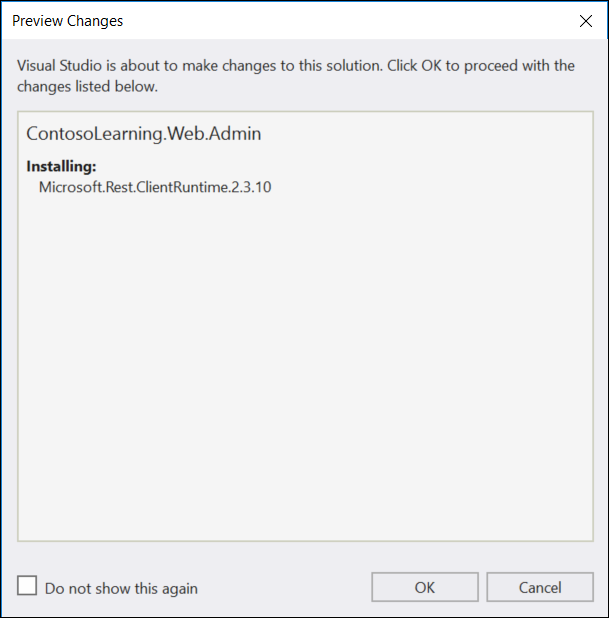 Preview Changes
Visual Studio is about to make changes to this solution. Click OK to proceed with the
changes listed below.
ContosoLearning.Web.Admin
Installing:
Microsoft.Rest.ClientRuntime.2.3.10
Do not show this again
OK
Cancel